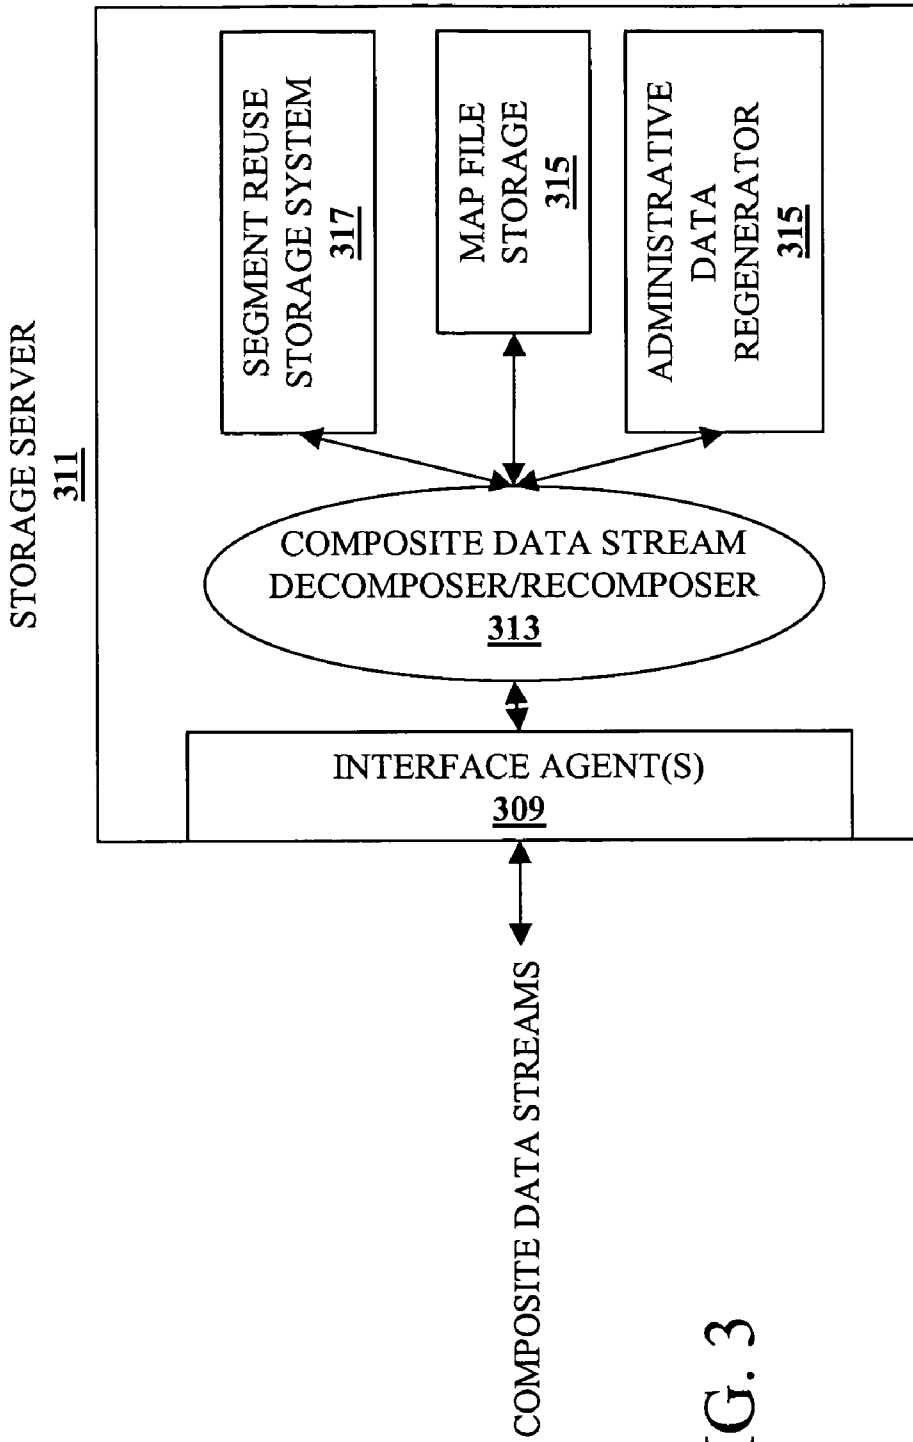 STORAGE SERVER
311
SEGMENT REUSE
STORAGE SYSTEM
317
MAP FILE
STORAGE
315
ADMINISTRATIVE
DATA
REGENERATOR
315
COMPOSITE DATA STREAM
DECOMPOSER/RECOMPOSER
313
INTERFACE AGENT(S)
309
COMPOSITE DATA STREAMS
G. 3